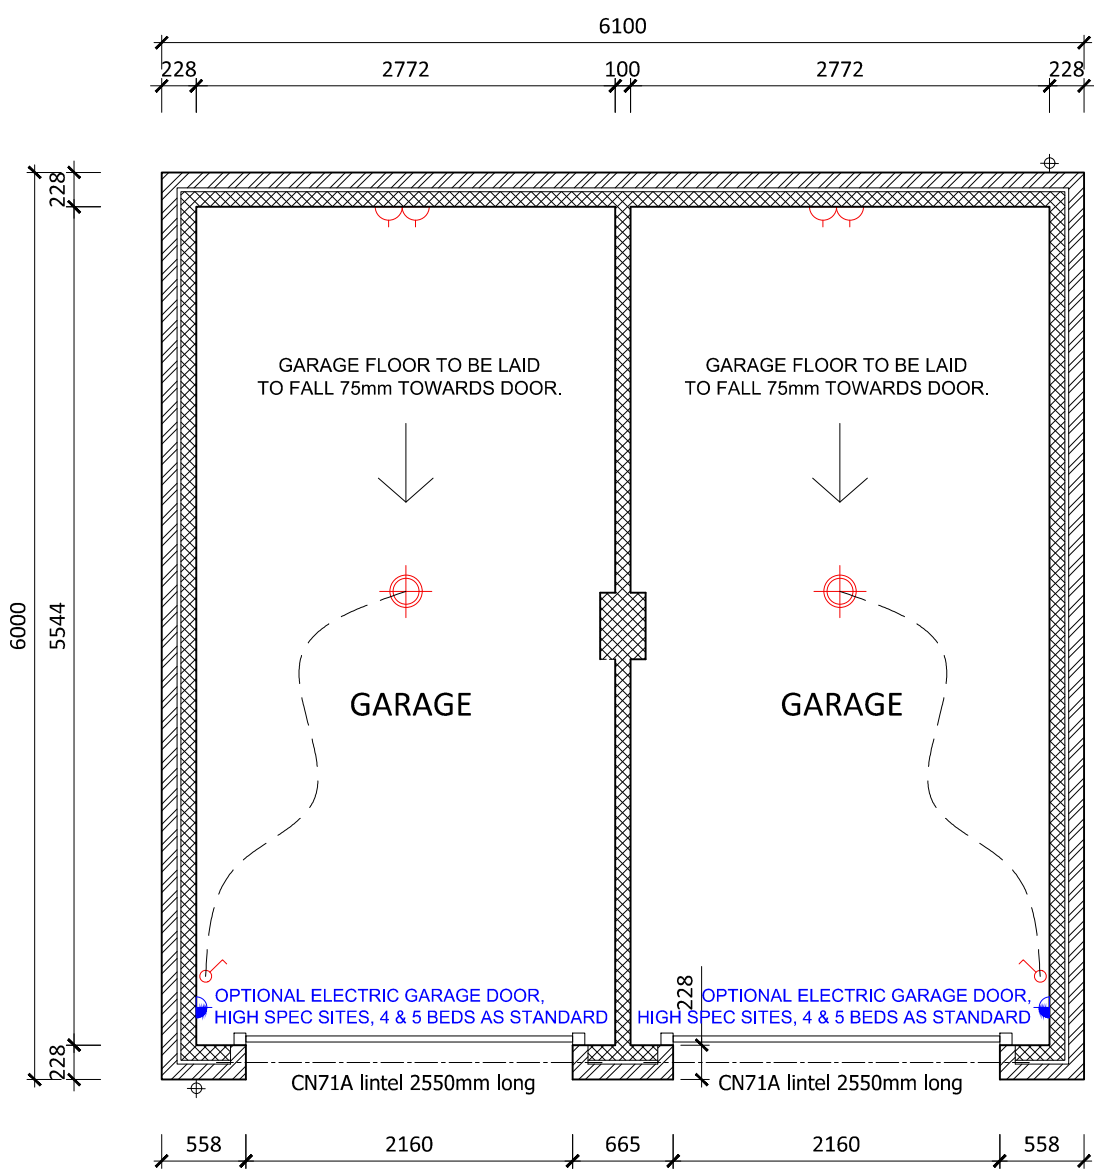 6100
228 2772 100 2772 228
228
GARAGE FLOOR TO BE LAID
TO FALL 75mm TOWARDS DOOR.
GARAGE FLOOR TO BE LAID
TO FALL 75mm TOWARDS DOOR.
6000
5544
GARAGE
GARAGE
OPTIONAL ELECTRIC GARAGE DOOR,
HIGH SPEC SITES, 4 & 5 BEDS AS STANDARD
228
OPTIONAL ELECTRIC GARAGE DOOR,
HIGH SPEC SITES, 4 & 5 BEDS AS STANDARD
228
CN71A lintel 2550mm long
CN71A lintel 2550mm long
558 2160 665 2160 558